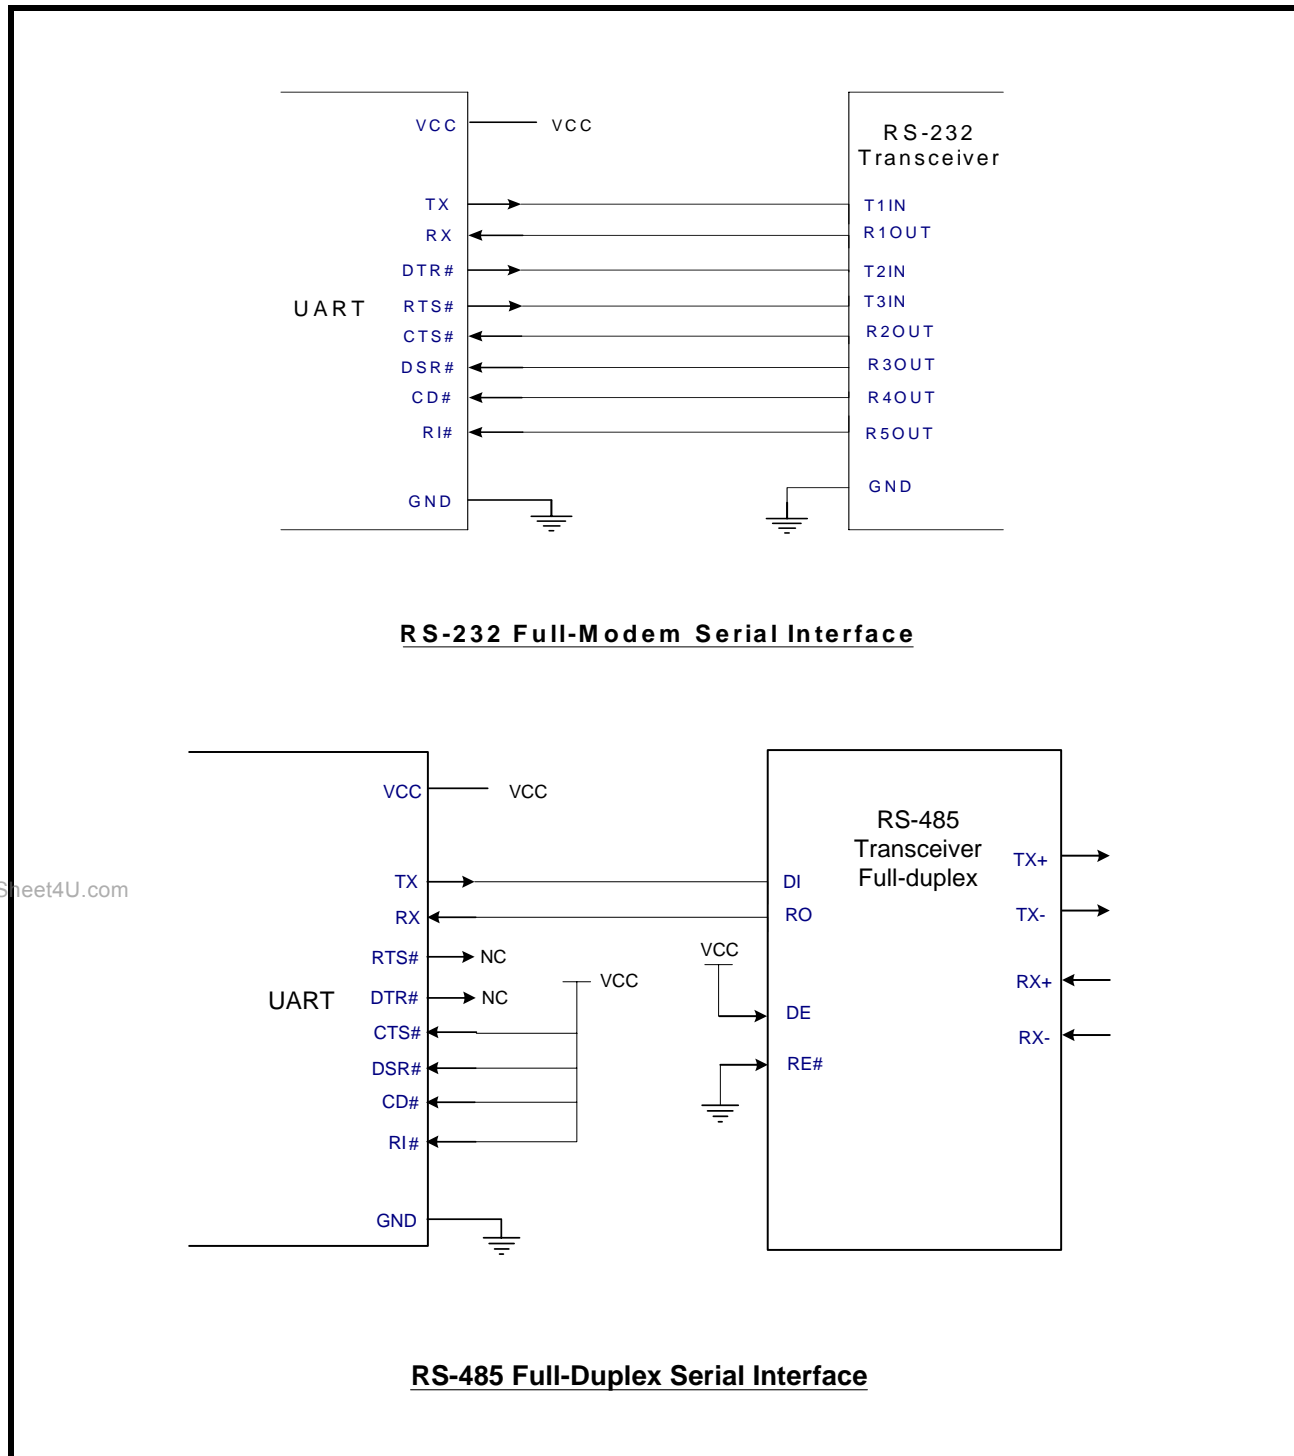 VCC VCC
RS-232
Transceiver
TX T1IN
RX R1OUT
DTR# T2IN
UART RTS# T3IN
CTS# R2OUT
DSR# R3OUT
CD# R4OUT
RI# R5OUT
GND GND
RS-232 Full-Modem Serial Interface
VCC VCC
RS-485
Transceiver
Full-duplex
TX+
TX DI
Sheet4U.com
RX RO TX-
RTS# NC VCC
VCC RX+
UART DTR# NC
DE
CTS# RX-
DSR# RE#
CD#
RI#
GND
RS-485 Full-Duplex Serial Interface